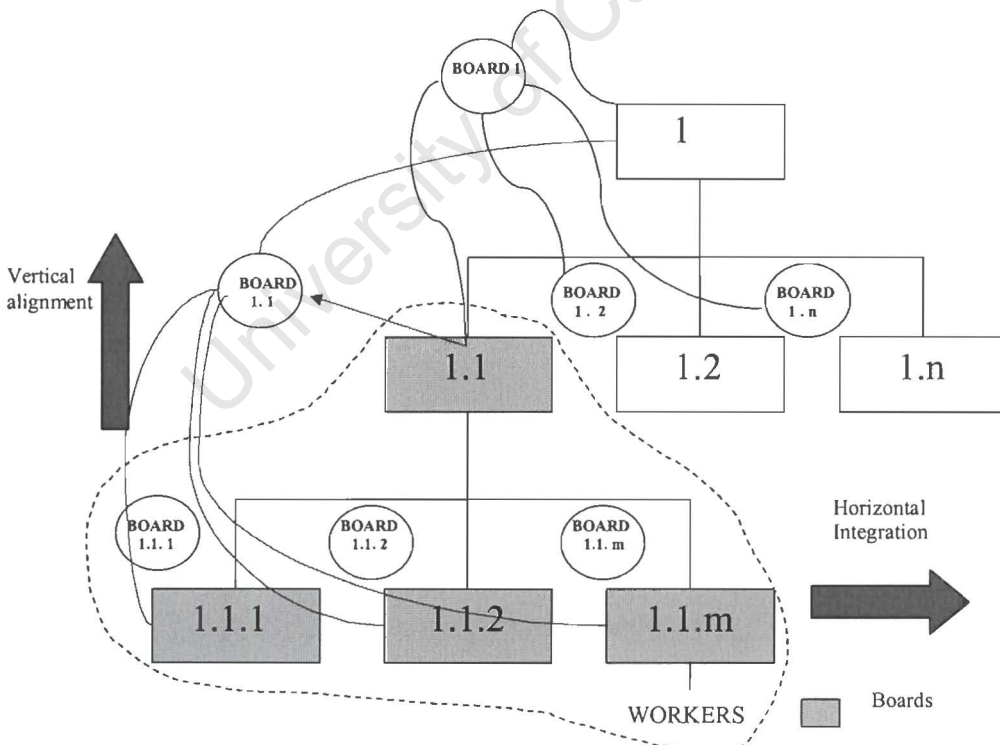 BOARD 1
1
Vertical
alignment
BOARD
1. 1
BOARD
1 . 2
BOARD
1 . n
1.1
1.2
1.n
BOARD
1.1. 1
BOARD
1.1. 2
BOARD
1.1. m
Horizontal
Integration
1.1.1
1.1.2
1.1.m
WORKERS
Boards
University of C